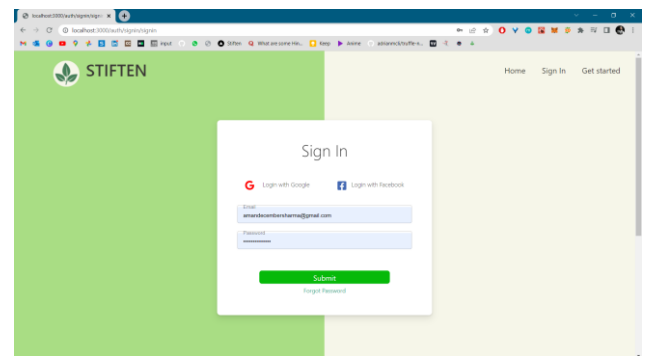 localhost:3000/auth/signin/signi
localhost:3000/auth/signin/signin
input
Stiften
What are some Hin...
Keep
Anime
STIFTEN
Home Sign In Get started
Sign In
Login with Google Login with facebook
Email
amandecembersharma@gmail.com
Password
Submit
Forgot Password